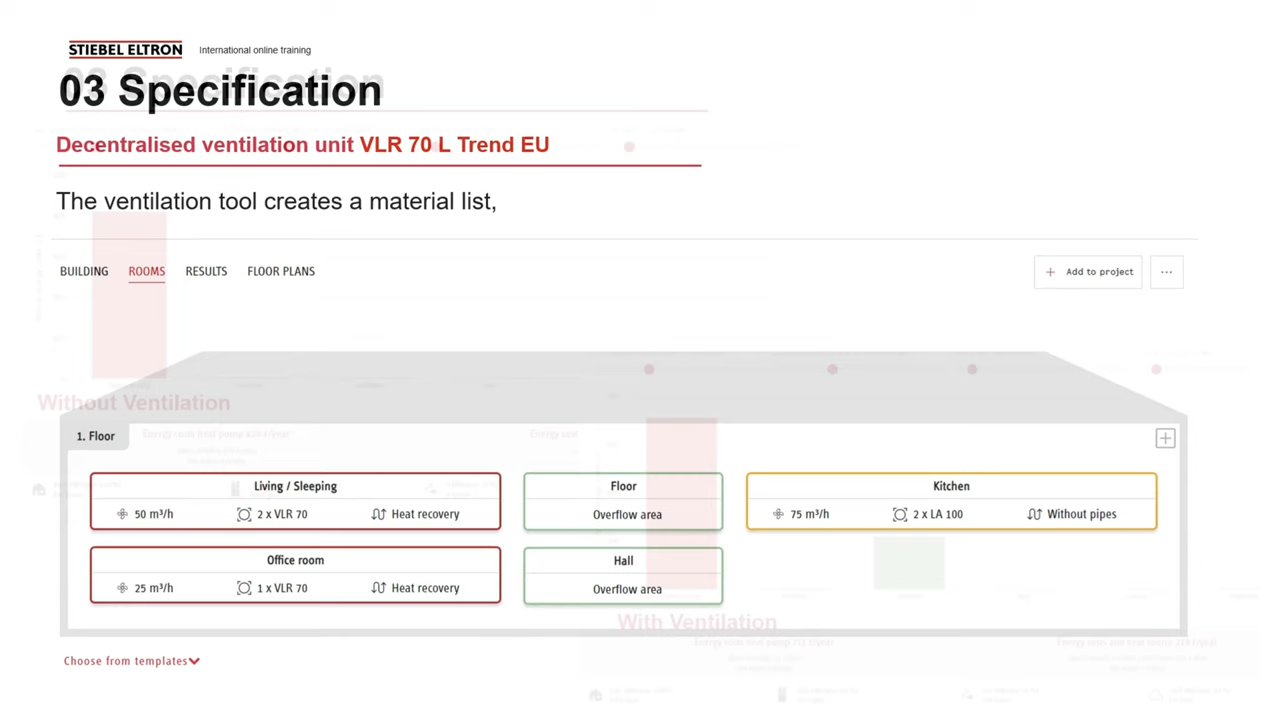 STIEBEL ELTRON International online training
03 Specification
Decentralised ventilation unit VLR 70 L Trend EU
The ventilation tool creates a material list,
BUILDING ROOMS RESULTS FLOOR PLANS + Add to project ...
Without Ventilation
1. Floor
Living / Sleeping
50 m³/h 2 x VLR 70 Heat recovery
Office room
25 m³/h 1 x VLR 70 Heat recovery
Floor
Overflow area
Hall
Overflow area
Kitchen
75 m³/h 2 x LA 100 Without pipes
With Ventilation
Choose from templates